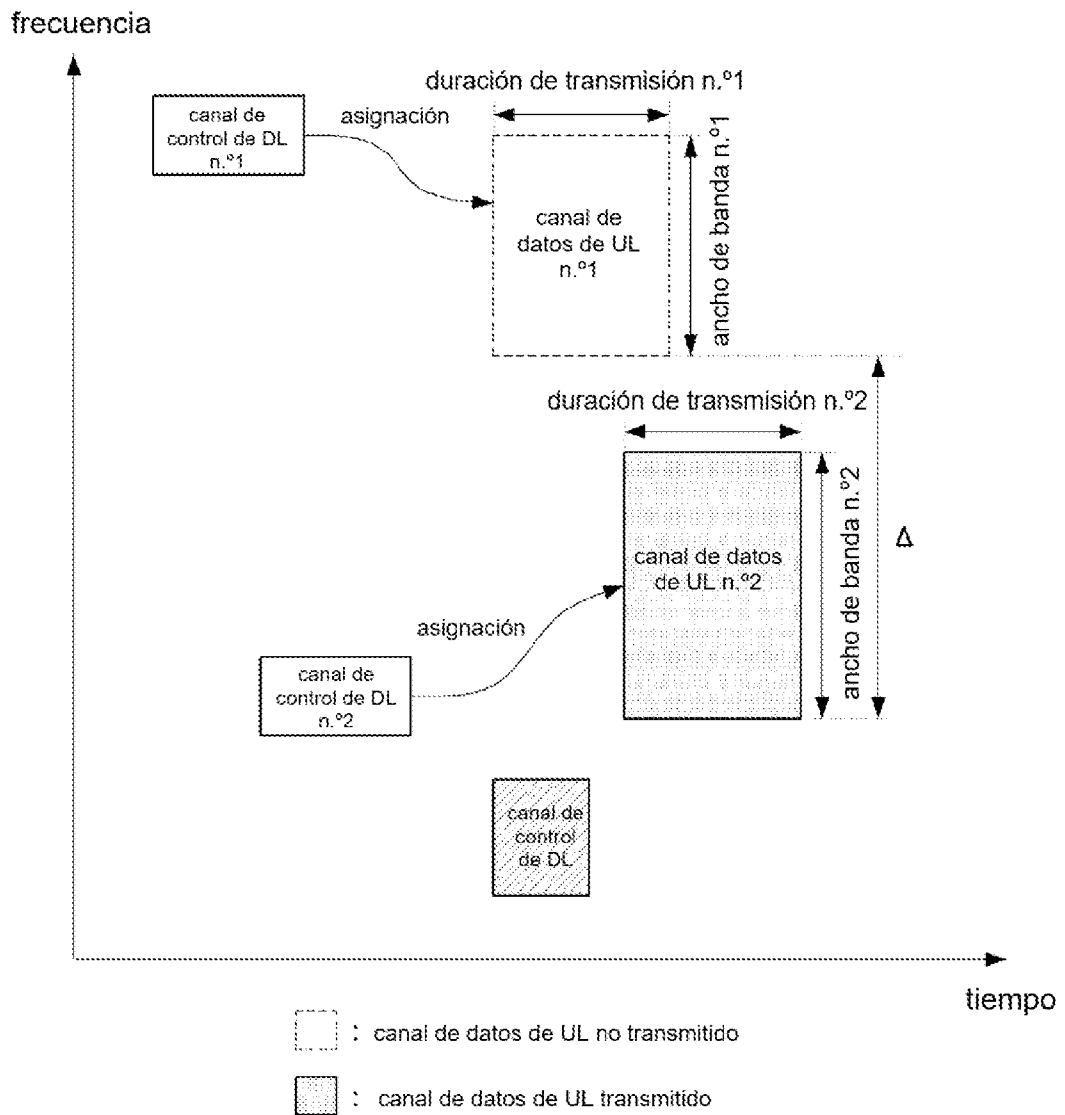 frecuencia
duración de transmisión n.º1
canal de
control de DL
n.º1
asignación
canal de
datos de UL
n.º1
ancho de banda n.º1
duración de transmisión n.º2
canal de datos
de UL n.º2
ancho de banda n.º2
Δ
asignación
canal de
control de DL
n.º2
canal de
control
de DL
tiempo
: canal de datos de UL no transmitido
: canal de datos de UL transmitido